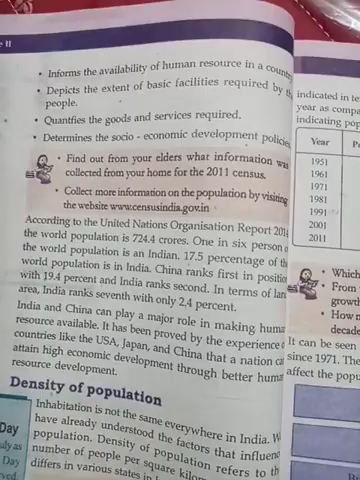 e II
• Informs the availability of human resource in a country
• Depicts the extent of basic facilities required by the
people.
• Quantfies the goods and services required.
• Determines the socio - economic development policies
• Find out from your elders what information was
collected from your home for the 2011 census.
• Collect more information on the population by visiting
the website www.censusindia.gov.in
According to the United Nations Organisation Report 2014
the world population is 724.4 crores. One in six person
the world population is an Indian. 17.5 percentage of the
world population is in India. China ranks first in position
with 19.4 percent and India ranks second. In terms of land
area, India ranks seventh with only 2.4 percent.
India and China can play a major role in making human
resource available. It has been proved by the experience
countries like the USA, Japan, and China that a nation can
attain high economic development through better human
resource development.
Density of population
Inhabitation is not the same everywhere in India. W
have already understood the factors that influence
population. Density of population refers to the
number of people per square
differs in various states in
Day
Day
indicated in
year as compa
indicating pop
Year
1951
1961
1971
1981
1991
2001
2011
• Which
• From
growt
• How m
decade
It can be seen
since 1971. The
affect the popu